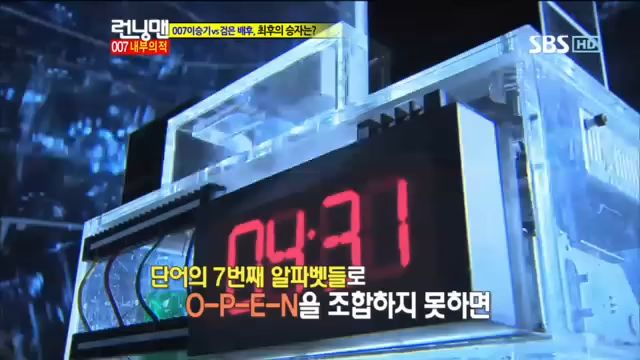 런닝맨
007 내부의 적
007이승기vs검은 배후, 최후의 승자는?
SBS HD
04:31
단어의 7번째 알파벳들로
O-P-E-N을 조합하지 못하면